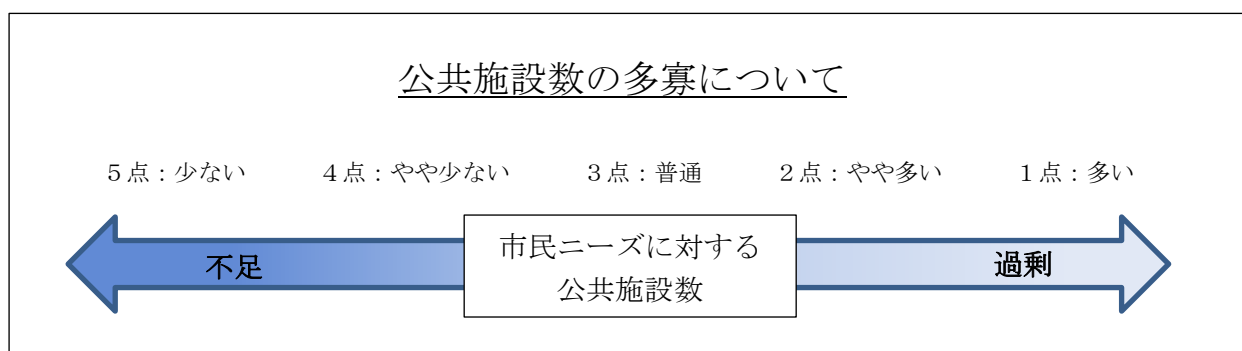 公共施設数の多寡について
5点:少ない 4点:やや少ない 3点:普通 2点:やや多い 1点:多い
不足 市民ニーズに対する 過剰
公共施設数